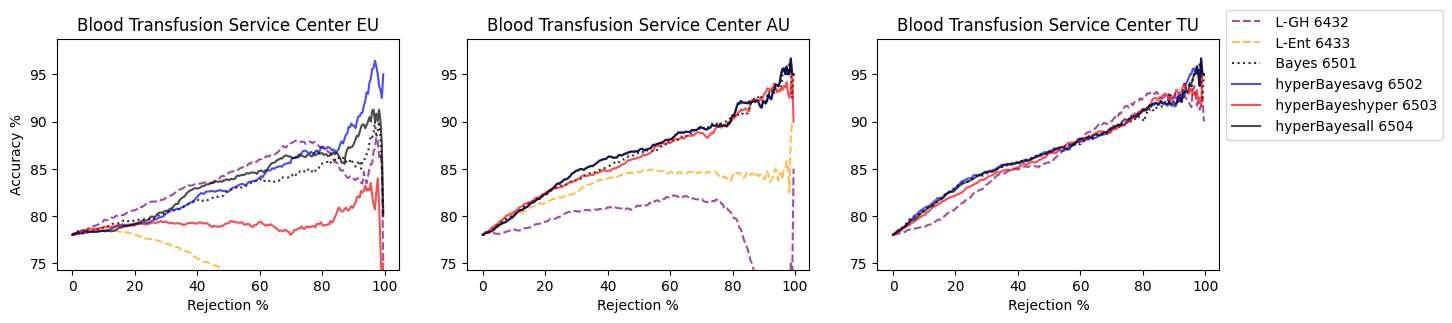 Blood Transfusion Service Center EU
Accuracy %
95
90
85
80
75
0 20 40 60 80 100
Rejection %
Blood Transfusion Service Center AU
95
90
85
80
75
0 20 40 60 80 100
Rejection %
Blood Transfusion Service Center TU
95
90
85
80
75
0 20 40 60 80 100
Rejection %
L-GH 6432
L-Ent 6433
Bayes 6501
hyperBayesavg 6502
hyperBayeshyper 6503
hyperBayesall 6504